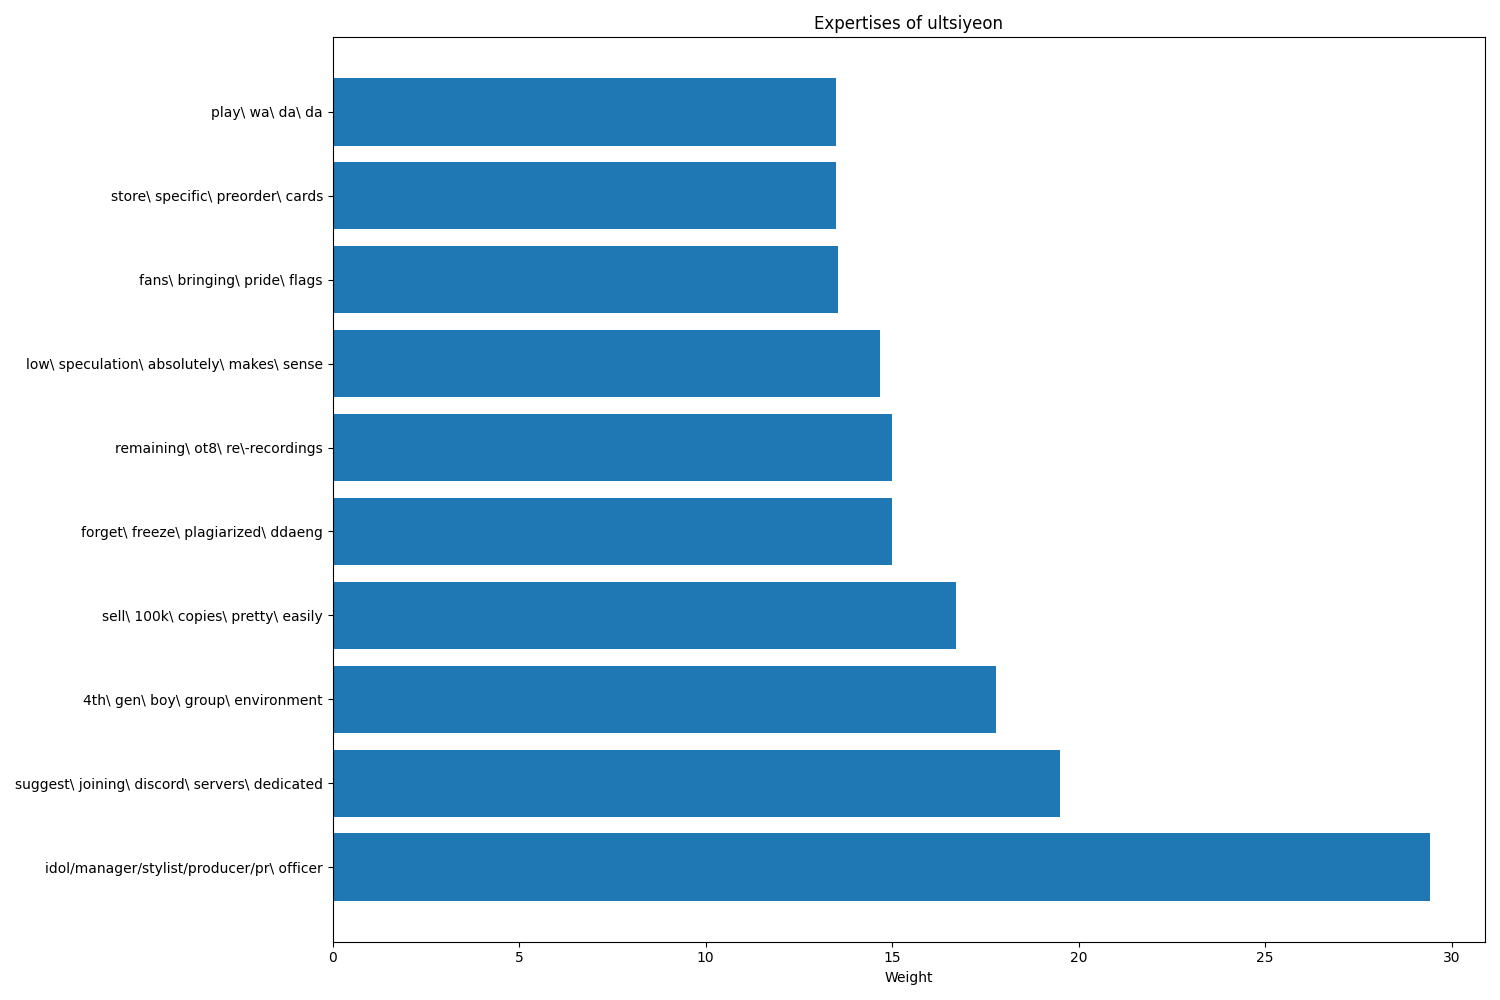 Expertises of ultsiyeon
play\ wa\ da\ da
store\ specific\ preorder\ cards
fans\ bringing\ pride\ flags
low\ speculation\ absolutely\ makes\ sense
remaining\ ot8\ re\-recordings
forget\ freeze\ plagiarized\ ddaeng
sell\ 100k\ copies\ pretty\ easily
4th\ gen\ boy\ group\ environment
suggest\ joining\ discord\ servers\ dedicated
idol/manager/stylist/producer/pr\ officer
0 5 10 15 20 25 30
Weight